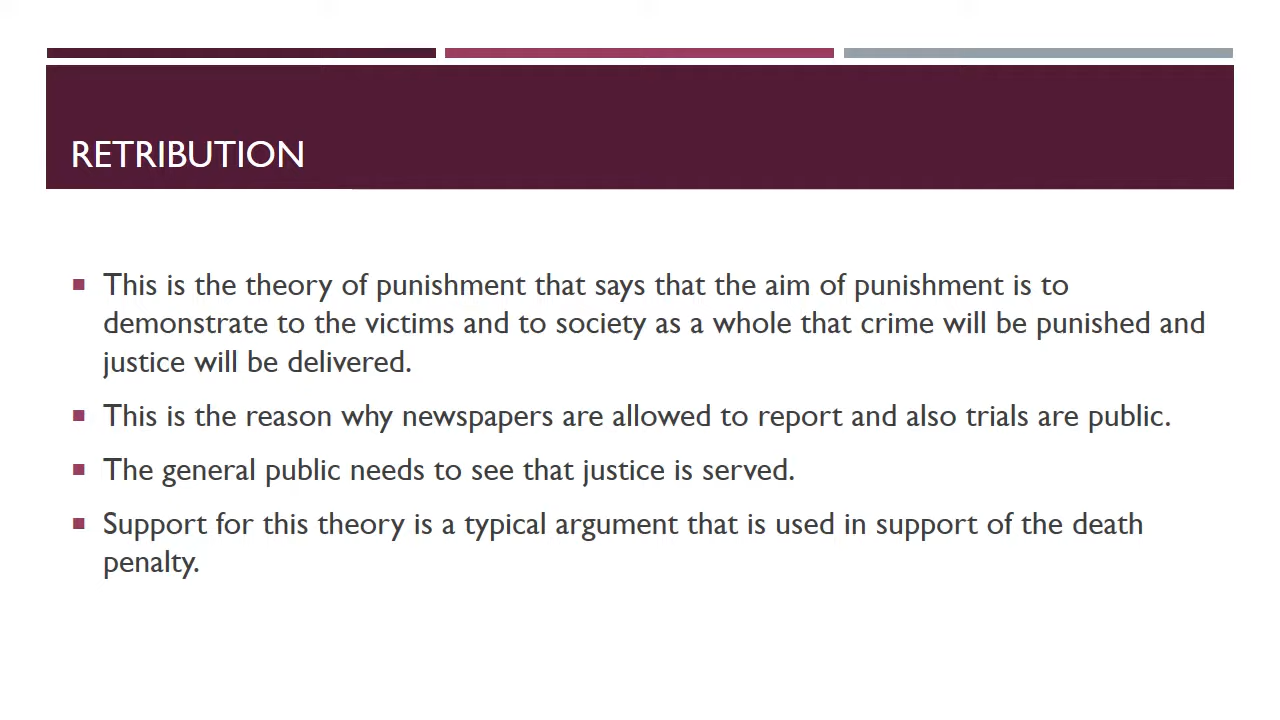 RETRIBUTION
This is the theory of punishment that says that the aim of punishment is to
demonstrate to the victims and to society as a whole that crime will be punished and
justice will be delivered.
This is the reason why newspapers are allowed to report and also trials are public.
The general public needs to see that justice is served.
Support for this theory is a typical argument that is used in support of the death
penalty.